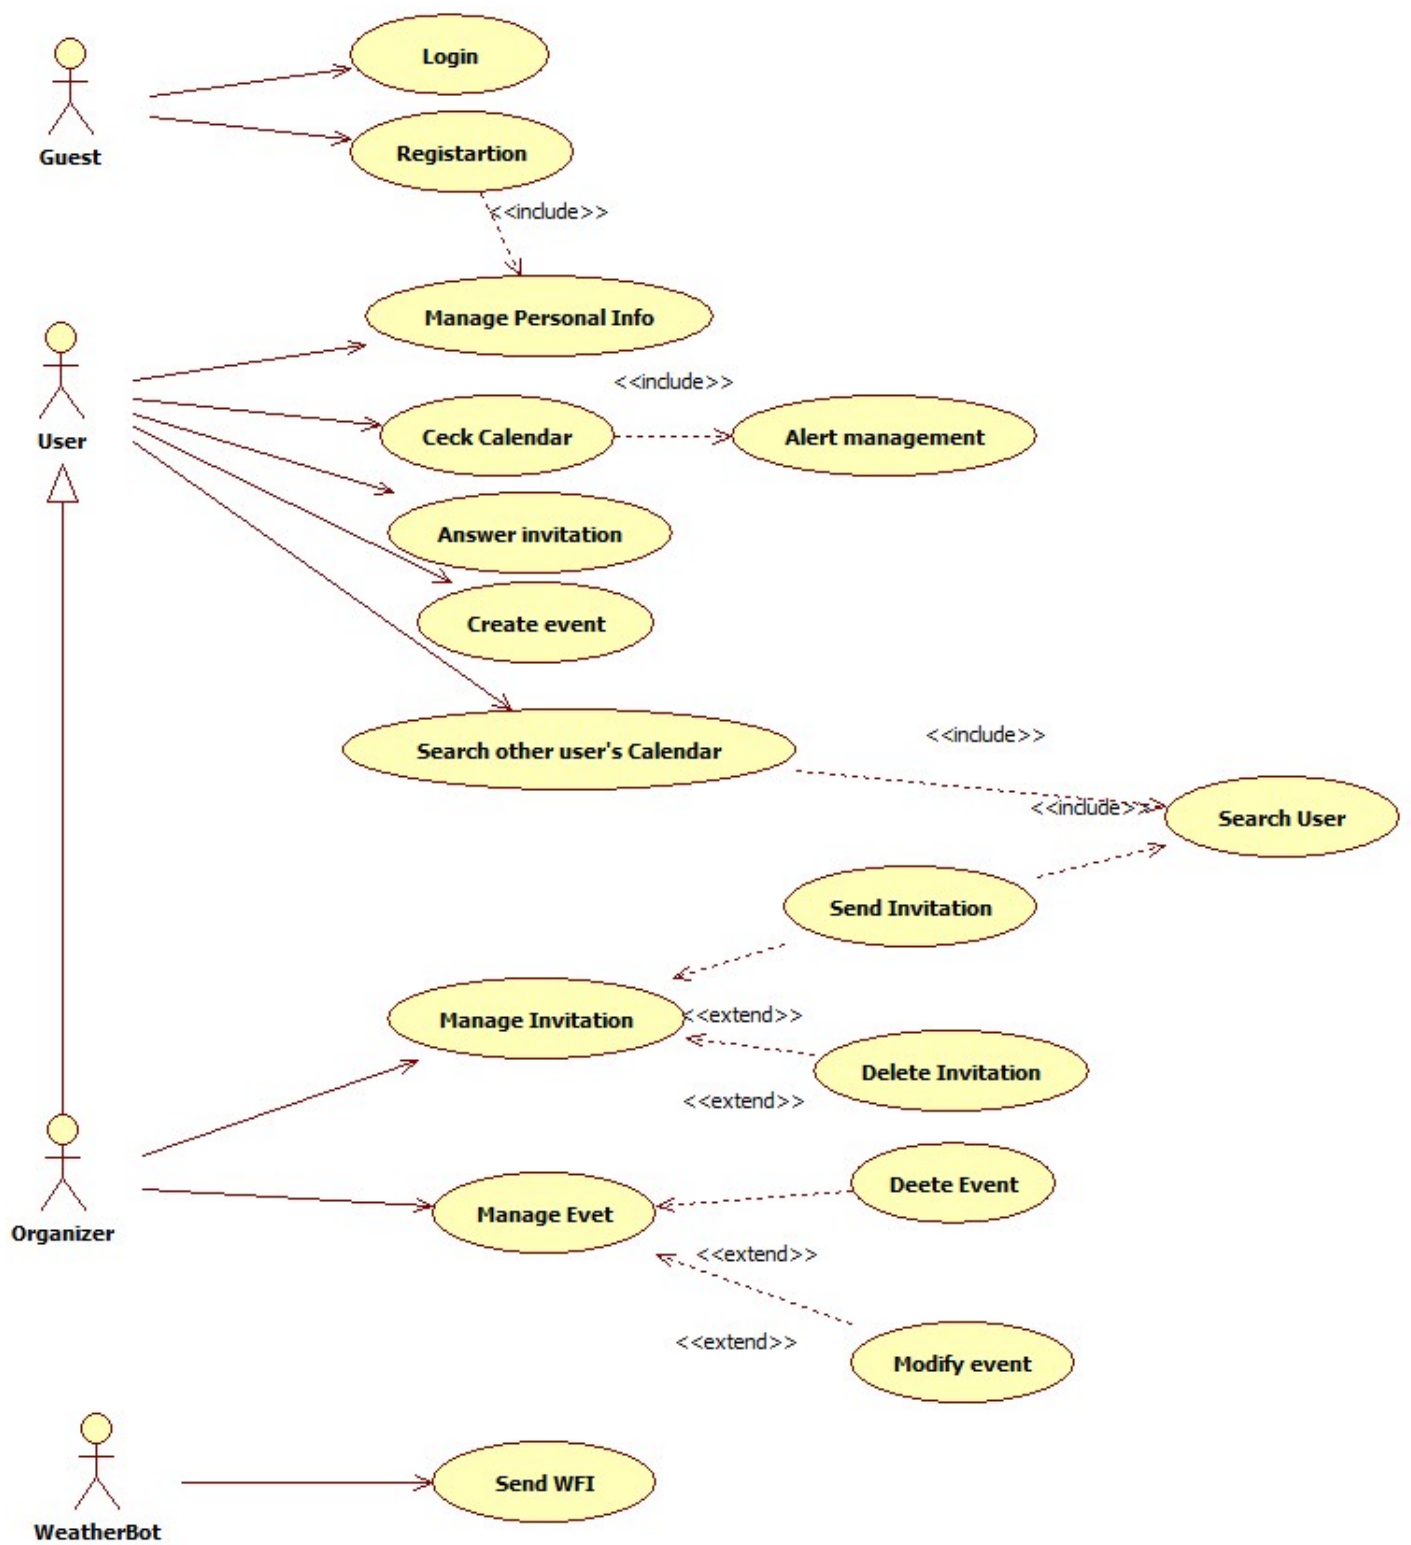 Login
Guest
Registartion
<<include>>
Manage Personal Info
User
<<include>>
Ceck Calendar
Alert management
Answer invitation
Create event
Search other user's Calendar
<<include>>
<<include>>
Search User
Send Invitation
Manage Invitation
<<extend>>
Delete Invitation
<<extend>>
Organizer
Deete Event
Manage Evet
<<extend>>
<<extend>>
Modify event
WeatherBot
Send WFI